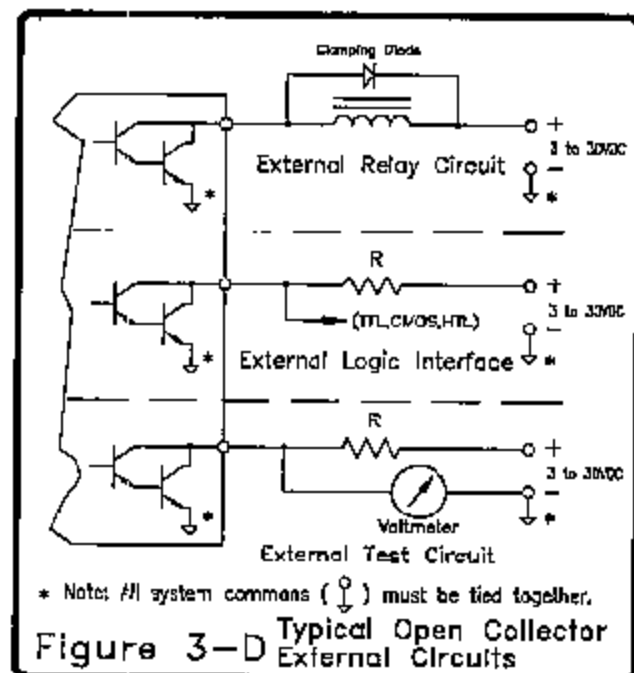 Clamping Diode
+
3 to 30VDC
External Relay Circuit
-
*
*
R
+
3 to 30VDC
(TTL,CMOS,HTL)
-
External Logic Interface
*
*
R
+
3 to 30VDC
-
*
*
Voltmeter
External Test Circuit
* Note: All system commons ( ) must be tied together.
Figure 3-D Typical Open Collector
External Circuits